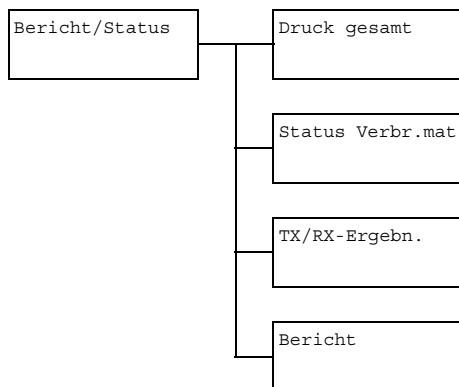 Bericht/Status
Druck gesamt
Status Verbr.mat
TX/RX-Ergebn.
Bericht